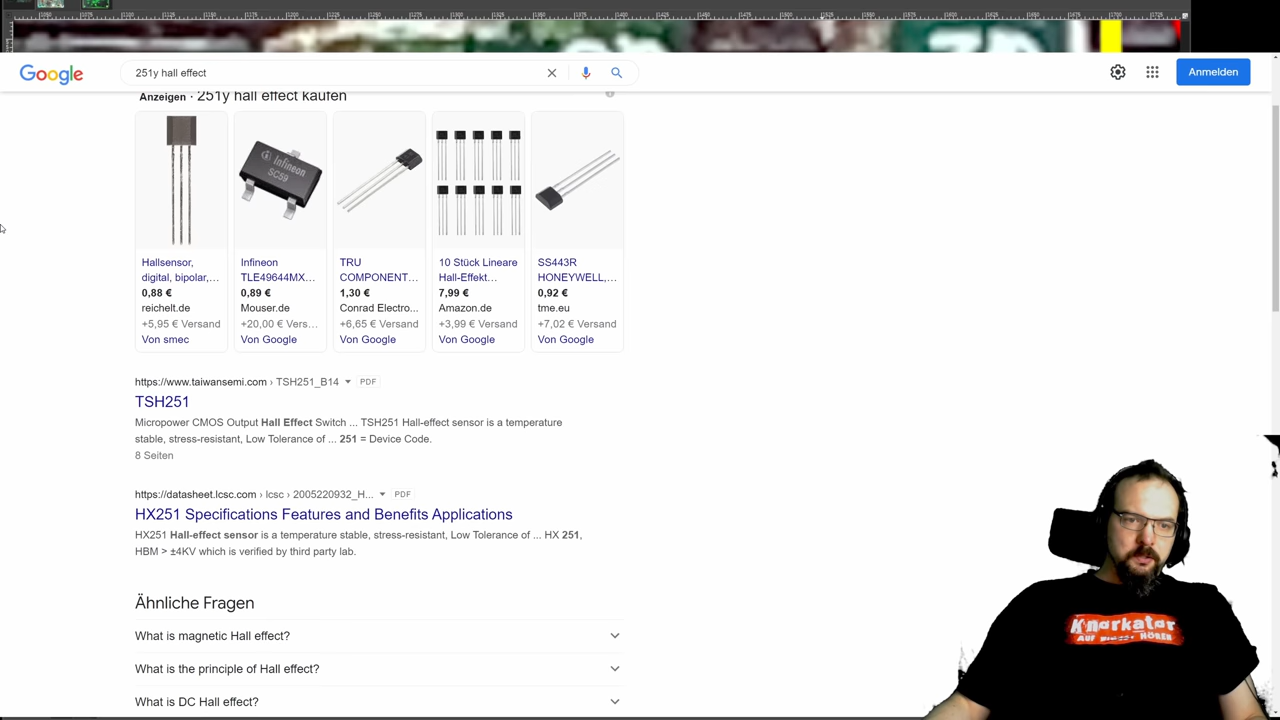 Google
251y hall effect
Anmelden
Anzeigen · 251y hall effect kaufen
Infineon
SC59
Hallsensor,
digital, bipolar,...
0,88 €
reichelt.de
+5,95 € Versand
Von smec
Infineon
TLE49644MX...
0,89 €
Mouser.de
+20,00 € Vers...
Von Google
TRU
COMPONENT...
1,30 €
Conrad Electro...
+6,65 € Versand
Von Google
10 Stück Lineare
Hall-Effekt...
7,99 €
Amazon.de
+3,99 € Versand
Von Google
SS443R
HONEYWELL,...
0,92 €
tme.eu
+7,02 € Versand
Von Google
https://www.taiwansemi.com › TSH251_B14 PDF
TSH251
Micropower CMOS Output Hall Effect Switch ... TSH251 Hall-effect sensor is a temperature
stable, stress-resistant, Low Tolerance of ... 251 = Device Code.
8 Seiten
https://datasheet.lcsc.com › lcsc › 2005220932_H... PDF
HX251 Specifications Features and Benefits Applications
HX251 Hall-effect sensor is a temperature stable, stress-resistant, Low Tolerance of ... HX 251,
HBM > ±4KV which is verified by third party lab.
Ähnliche Fragen
What is magnetic Hall effect?
What is the principle of Hall effect?
What is DC Hall effect?
Knorkator